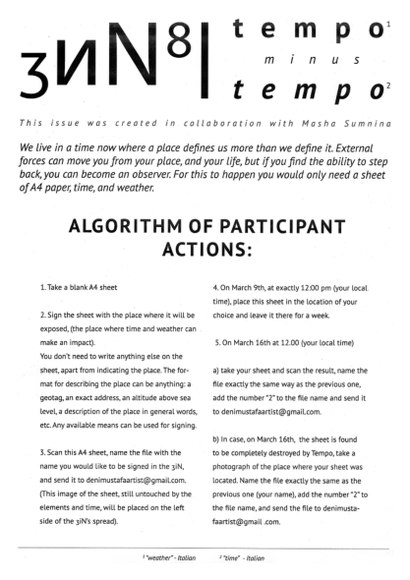 ЗИN⁸| tempo¹
minus
tempo²
This issue was created in collaboration with Masha Sumnina
We live in a time now where a place defines us more than we define it. External
forces can move you from your place, and your life, but if you find the ability to step
back, you can become an observer. For this to happen you would only need a sheet
of A4 paper, time, and weather.
ALGORITHM OF PARTICIPANT
ACTIONS:
1. Take a blank A4 sheet
2. Sign the sheet with the place where it will be
exposed, (the place where time and weather can
make an impact).
You don't need to write anything else on the
sheet, apart from indicating the place. The for-
mat for describing the place can be anything: a
geotag, an exact address, an altitude above sea
level, a description of the place in general words,
etc. Any available means can be used for signing.
3. Scan this A4 sheet, name the file with the
name you would like to be signed in the ʒiN,
and send it to denimustafaartist@gmail.com.
(This image of the sheet, still untouched by the
elements and time, will be placed on the left
side of the ʒiN's spread).
4. On March 9th, at exactly 12:00 pm (your local
time), place this sheet in the location of your
choice and leave it there for a week.
5. On March 16th at 12.00 (your local time)
a) take your sheet and scan the result, name the
file exactly the same way as the previous one,
add the number "2" to the file name and send it
to denimustafaartist@gmail.com.
b) In case, on March 16th, the sheet is found
to be completely destroyed by Tempo, take a
photograph of the place where your sheet was
located. Name the file exactly the same as the
previous one (your name), add the number "2" to
the file name, and send the file to denimusta-
faartist@gmail .com.
¹ "weather" - Italian ² "time" - Italian